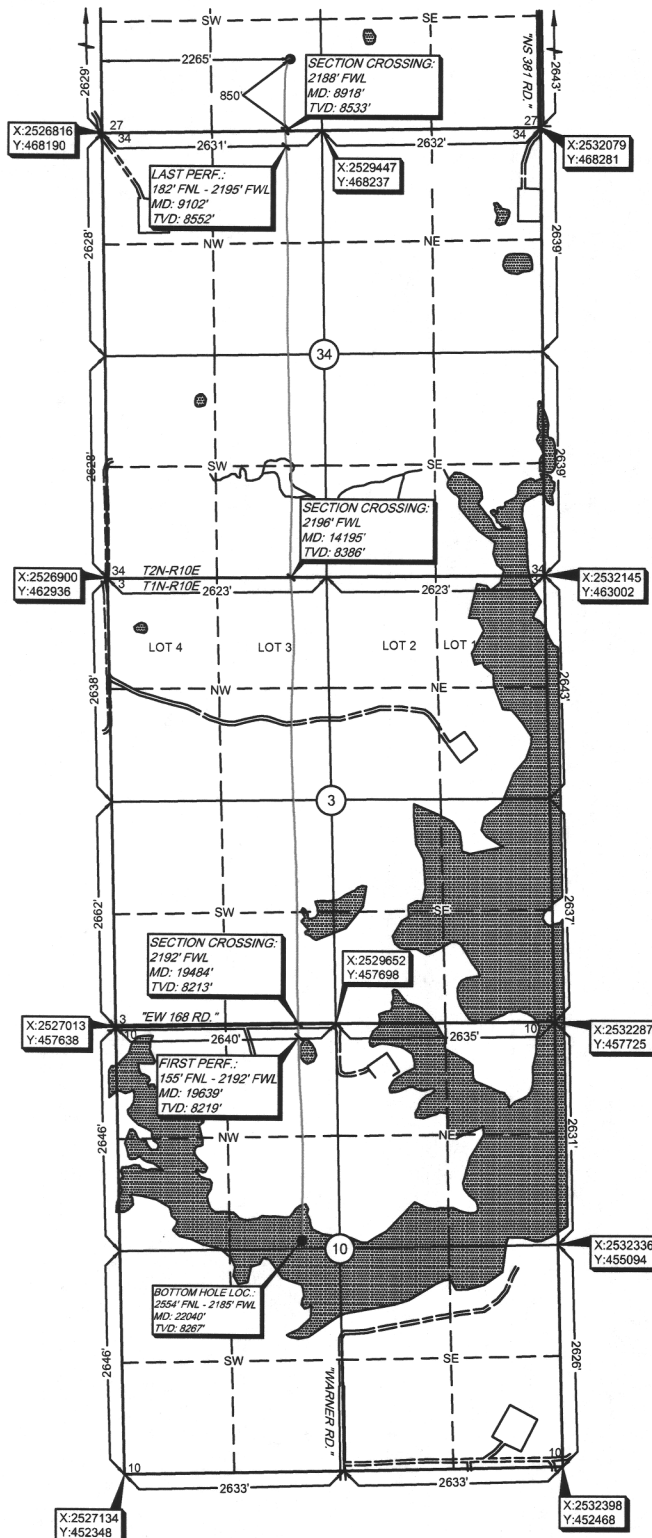 SW
SE
2265'
2629'
850'
SECTION CROSSING:
2188' FWL
MD: 8918'
TVD: 8533'
"NS 381 RD."
2643'
X:2526816
Y:468190
27
34
2631'
2632'
27
34
X:2532079
Y:468281
X:2529447
Y:468237
LAST PERF.:
182' FNL - 2195' FWL
MD: 9102'
TVD: 8552'
2628'
NW
NE
2639'
34
2628'
SW
SE
2639'
SECTION CROSSING:
2196' FWL
MD: 14195'
TVD: 8386'
X:2526900
Y:462936
34
3
T2N-R10E
T1N-R10E
2623'
2623'
34
X:2532145
Y:463002
LOT 4
LOT 3
LOT 2
LOT 1
2638'
NW
NE
2643'
3
2662'
SW
SE
2637'
SECTION CROSSING:
2192' FWL
MD: 19484'
TVD: 8213'
X:2529652
Y:457698
X:2527013
Y:457638
3
10
"EW 168 RD."
2640'
2635'
10
X:2532287
Y:457725
FIRST PERF.:
155' FNL - 2192' FWL
MD: 19639'
TVD: 8219'
2646'
NW
NE
2631'
10
X:2532336
Y:455094
BOTTOM HOLE LOC.:
2554' FNL - 2185' FWL
MD: 22040'
TVD: 8267'
2646'
SW
SE
2626'
"WARNER RD."
10
2633'
2633'
10
X:2527134
Y:452348
X:2532398
Y:452468